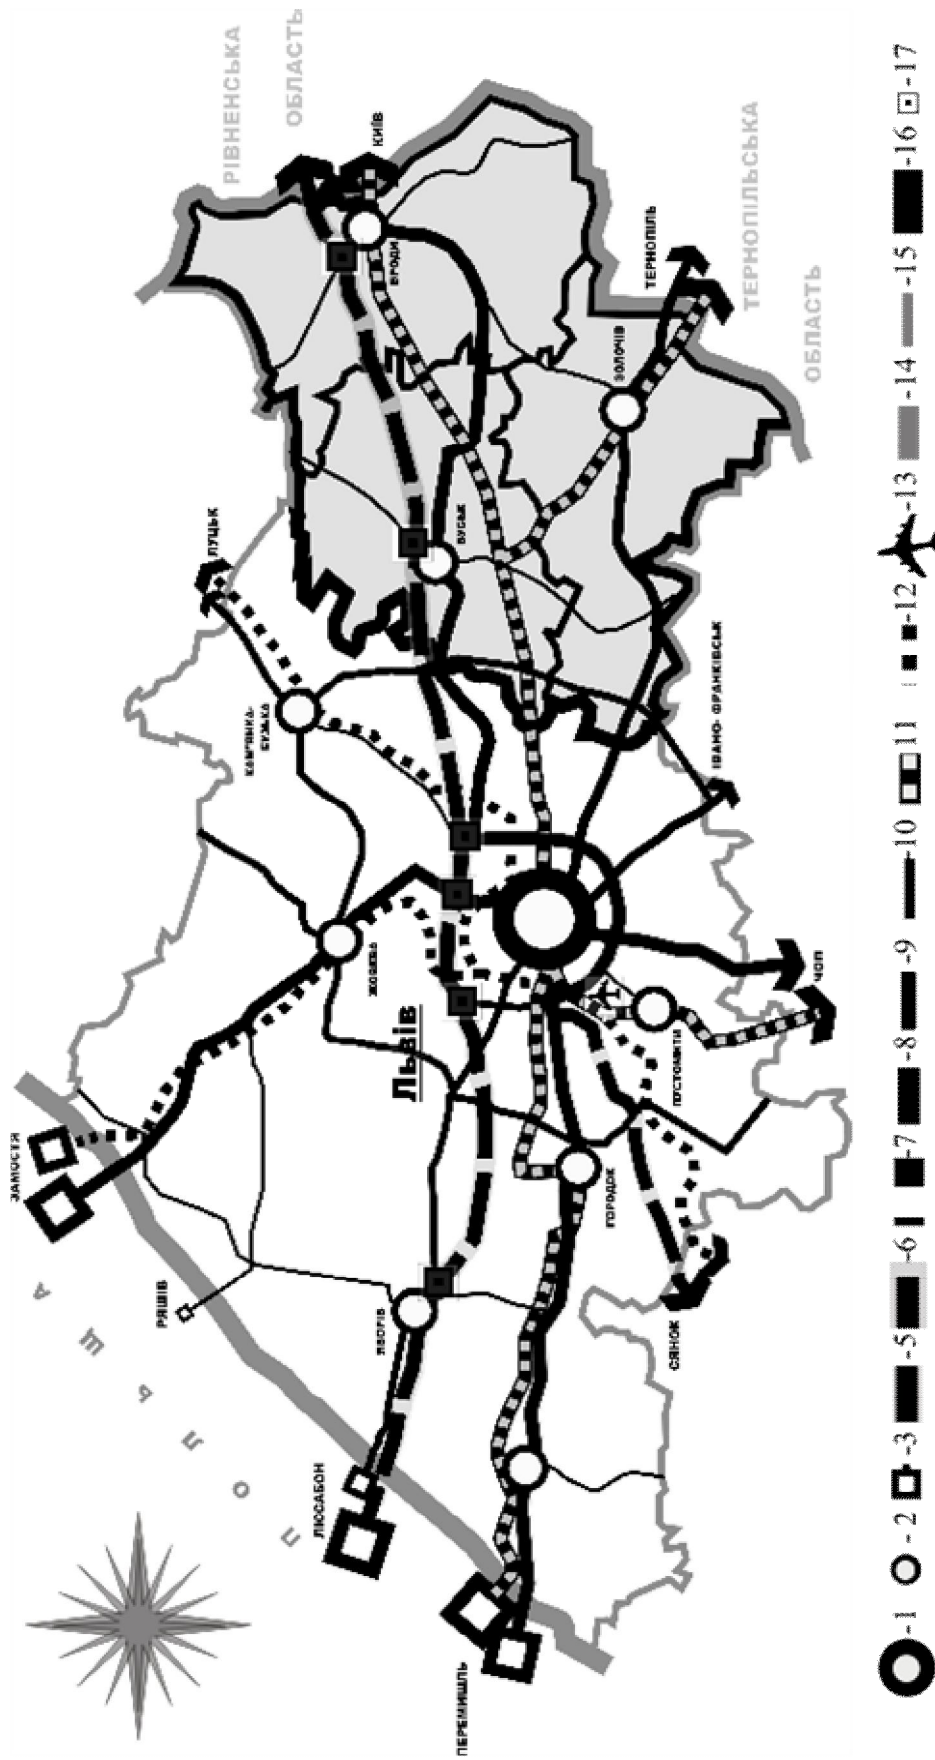 ЗАМОСТЯ
П О Л Ь Щ А
РЯШІВ
ЛЮСАБОН
ПЕРЕМИШЛЬ
ЯВОРІВ
СЯНОК
ГОРОДОК
ПУСТОМИТИ
ЧОП
Львів
ЖОВКВА
КАМ'ЯНКА-
БУЗЬКА
ЛУЦЬК
ІВАНО-ФРАНКІВСЬК
БУСЬК
ЗОЛОЧІВ
БРОДИ
КИЇВ
ТЕРНОПІЛЬ
РІВНЕНСЬКА
ОБЛАСТЬ
ТЕРНОПІЛЬСЬКА
ОБЛАСТЬ
-1 -2 -3 -5 -6 -7 -8 -9 -10 -11 -12 -13 -14 -15 -16 -17